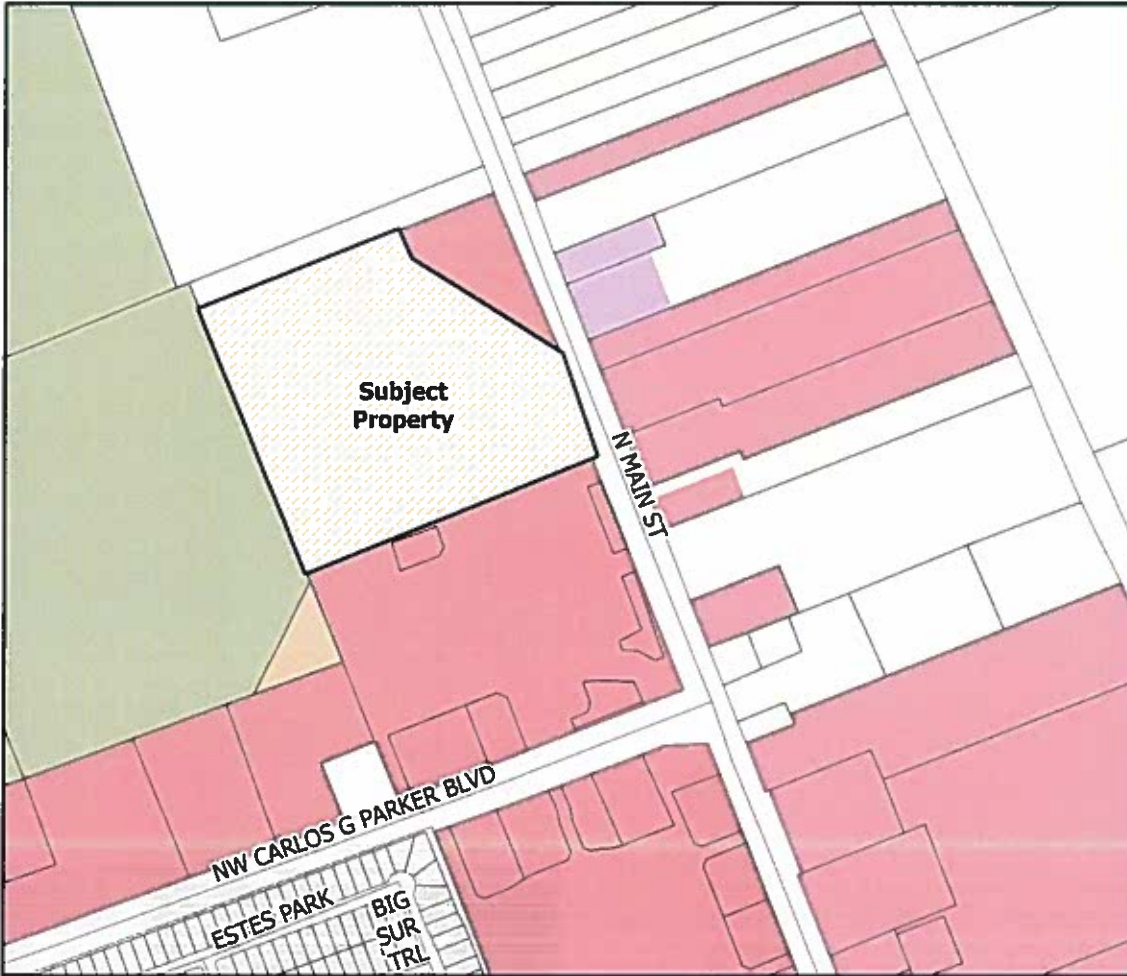 Subject
Property
N MAIN ST
NW CARLOS G PARKER BLVD
ESTES PARK
BIG
SUR
TRL